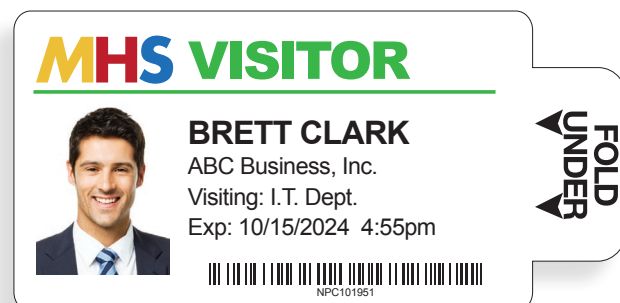 MHS VISITOR
BRETT CLARK
ABC Business, Inc.
Visiting: I.T. Dept.
Exp: 10/15/2024 4:55pm
NPC101951
FOLD
UNDER